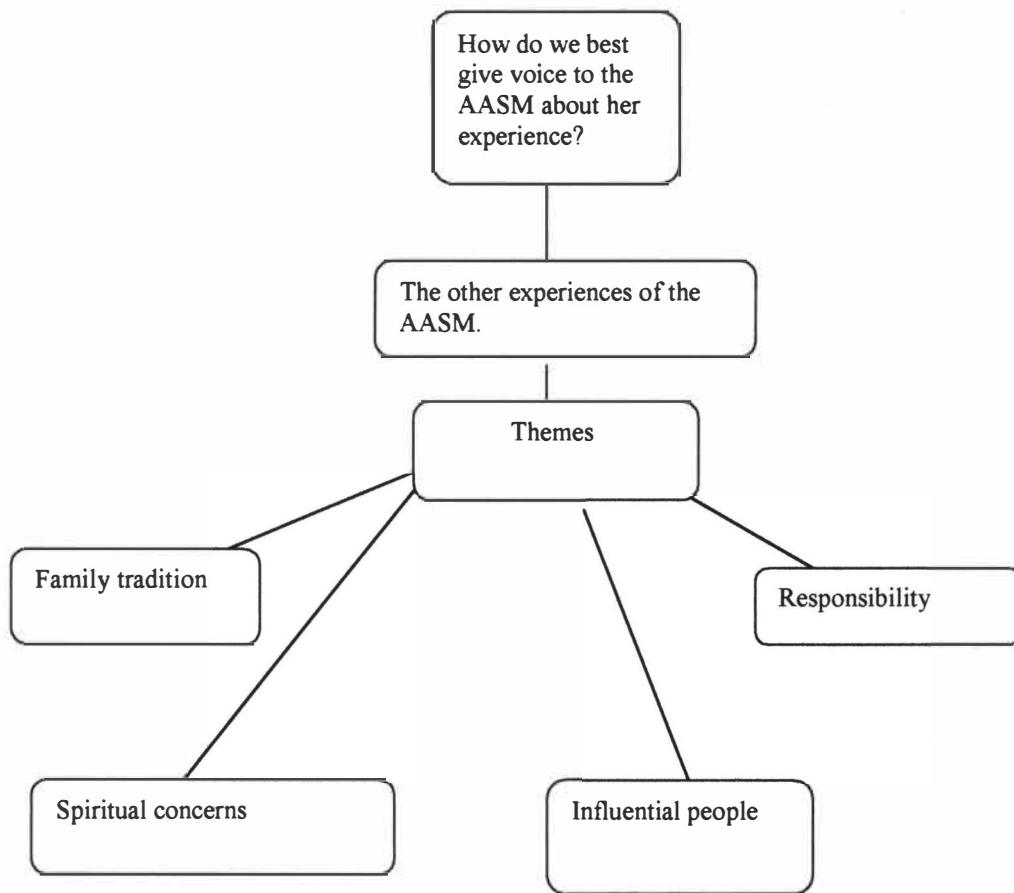 How do we best
give voice to the
AASM about her
experience?
The other experiences of the
AASM.
Themes
Family tradition
Responsibility
Spiritual concerns
Influential people